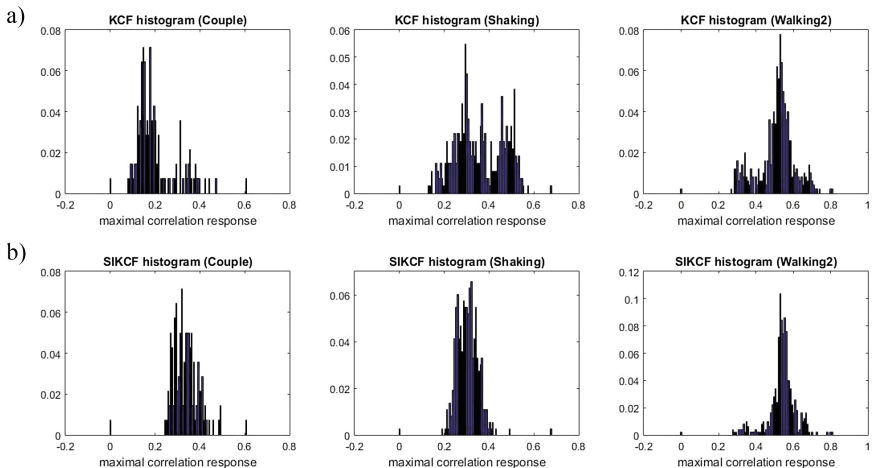 a)
KCF histogram (Couple)
0.08
0.06
0.04
0.02
0
-0.2 0 0.2 0.4 0.6 0.8
maximal correlation response
KCF histogram (Shaking)
0.06
0.05
0.04
0.03
0.02
0.01
0
-0.2 0 0.2 0.4 0.6 0.8
maximal correlation response
KCF histogram (Walking2)
0.08
0.06
0.04
0.02
0
-0.2 0 0.2 0.4 0.6 0.8 1
maximal correlation response
b)
SIKCF histogram (Couple)
0.08
0.06
0.04
0.02
0
-0.2 0 0.2 0.4 0.6 0.8
maximal correlation response
SIKCF histogram (Shaking)
0.06
0.04
0.02
0
-0.2 0 0.2 0.4 0.6 0.8
maximal correlation response
SIKCF histogram (Walking2)
0.12
0.1
0.08
0.06
0.04
0.02
0
-0.2 0 0.2 0.4 0.6 0.8 1
maximal correlation response